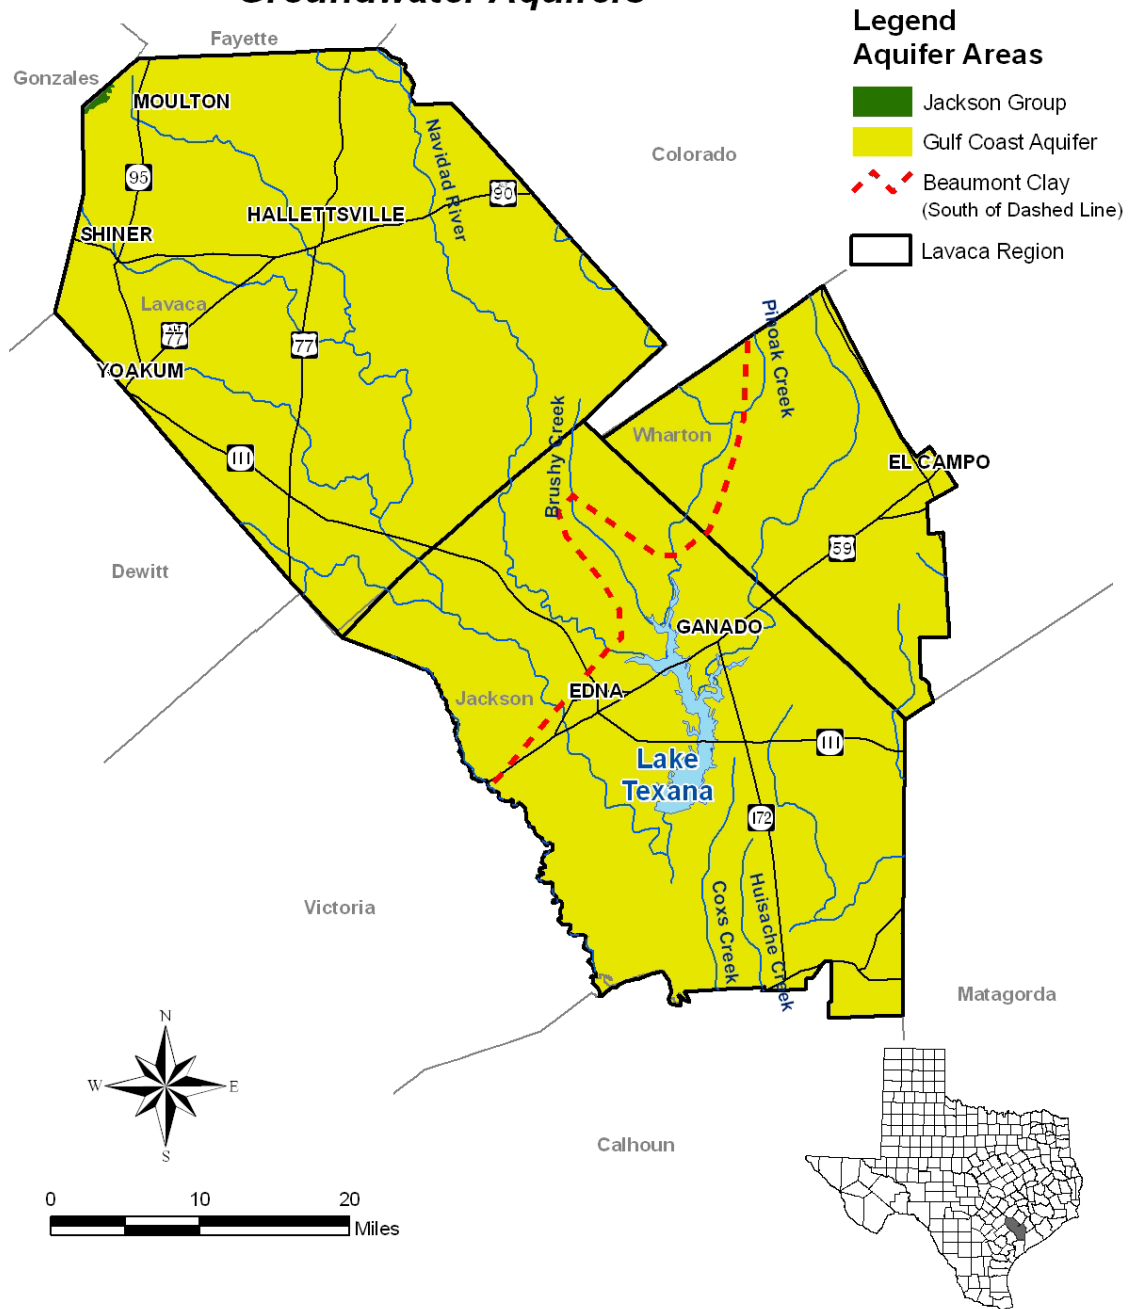 Groundwater Aquifers
Legend
Aquifer Areas
Jackson Group
Gulf Coast Aquifer
Beaumont Clay
(South of Dashed Line)
Lavaca Region
Fayette
Gonzales
MOULTON
Colorado
95
Navidad River
90
HALLETTSVILLE
SHINER
Lavaca
ALT
77
77
YOAKUM
Pinoak Creek
Brushy Creek
Wharton
111
EL CAMPO
59
Dewitt
GANADO
Jackson
EDNA
111
Lake
Texana
172
Coxs Creek
Huisache Creek
Victoria
Matagorda
Calhoun
N
W
E
S
0 10 20
Miles